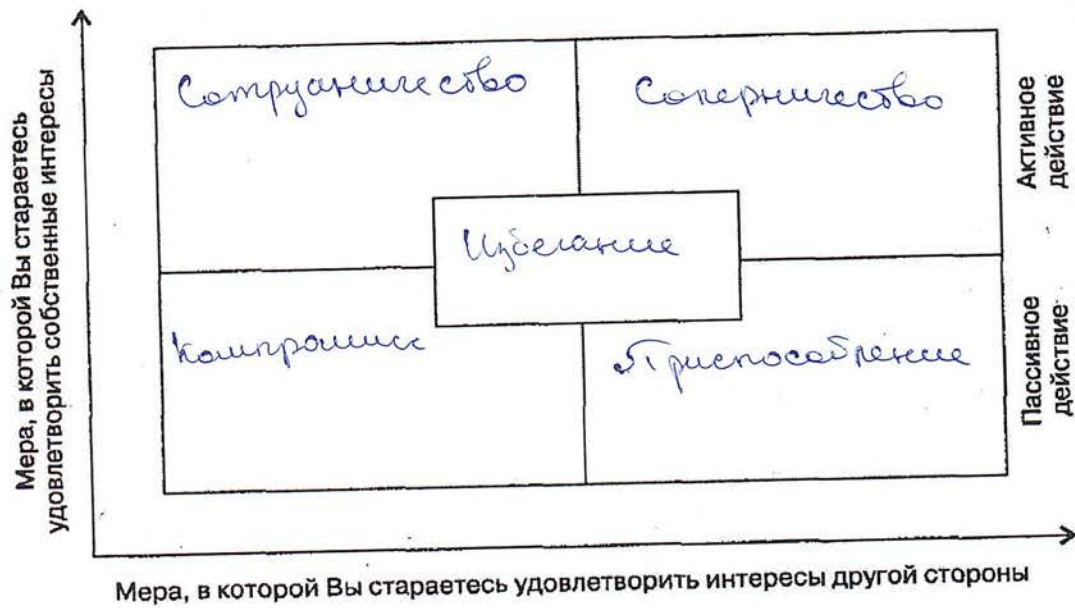 Мера, в которой Вы стараетесь
удовлетворить собственные интересы
Сотрудничество
Соперничество
Активное
действие
Избегание
Компромисс
Приспособление
Пассивное
действие
Мера, в которой Вы стараетесь удовлетворить интересы другой стороны